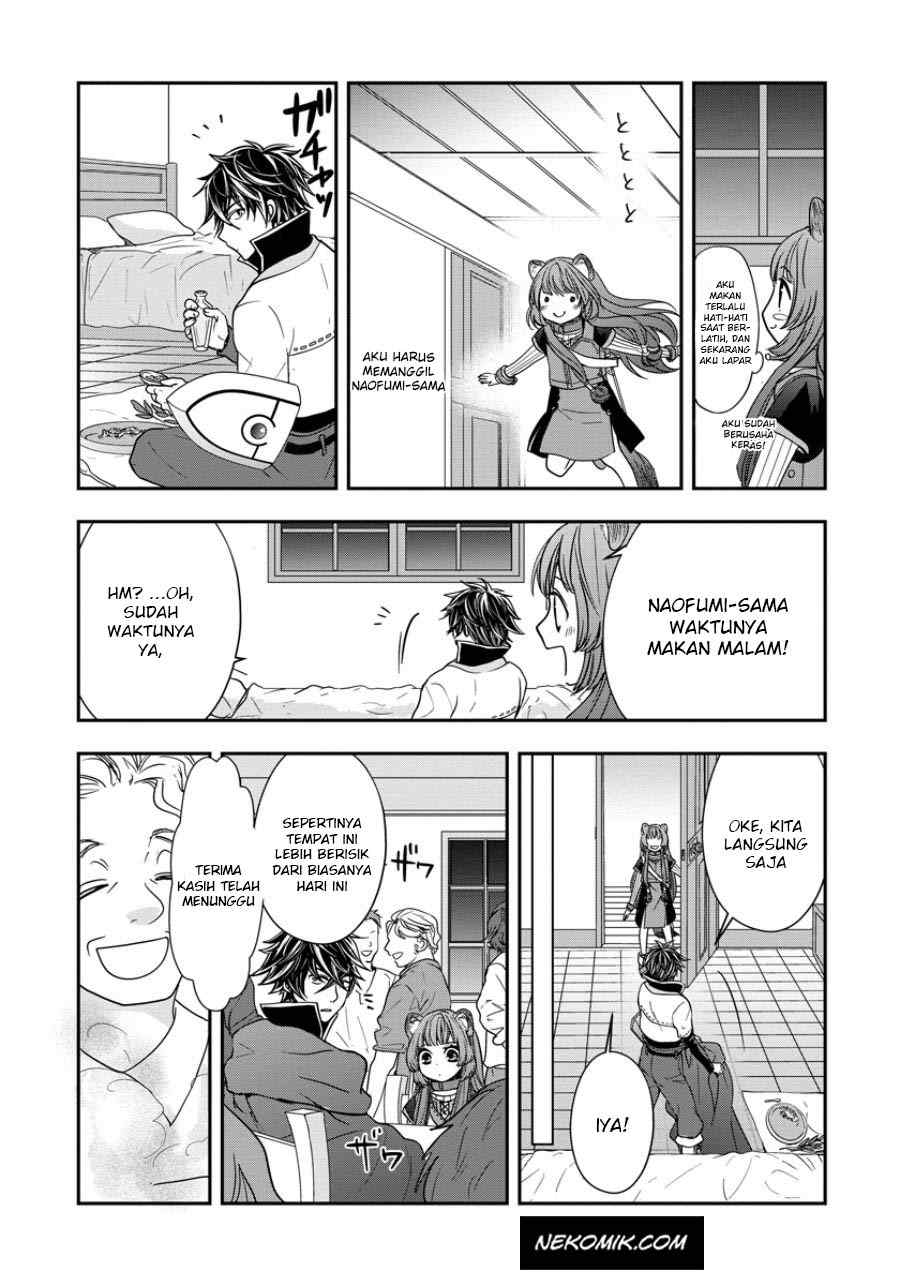 AKU
MAKAN
TERLALU
HATI-HATI
SAAT BER-
LATIH, DAN
SEKARANG
AKU LAPAR
AKU SUDAH
BERUSAHA
KERAS!
とととと
AKU HARUS
MEMANGGIL
NAOFUMI-SAMA
ガチャッ
NAOFUMI-SAMA
WAKTUNYA
MAKAN MALAM!
HM? ...OH,
SUDAH
WAKTUNYA
YA,
OKE, KITA
LANGSUNG
SAJA
IYA!
SEPERTINYA
TEMPAT INI
LEBIH BERISIK
DARI BIASANYA
HARI INI
ザワ
ザワ
TERIMA
KASIH TELAH
MENUNGGU
NEKOMIK.COM